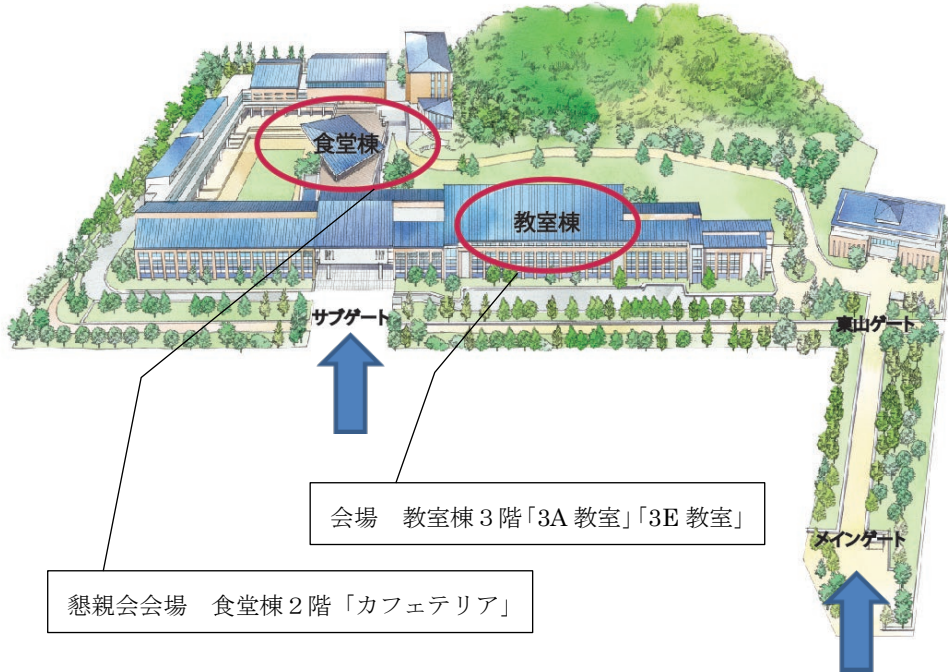 食堂棟
教室棟
サブゲート
東山ゲート
会場　教室棟３階「3A 教室」「3E 教室」
メインゲート
懇親会会場　食堂棟２階「カフェテリア」